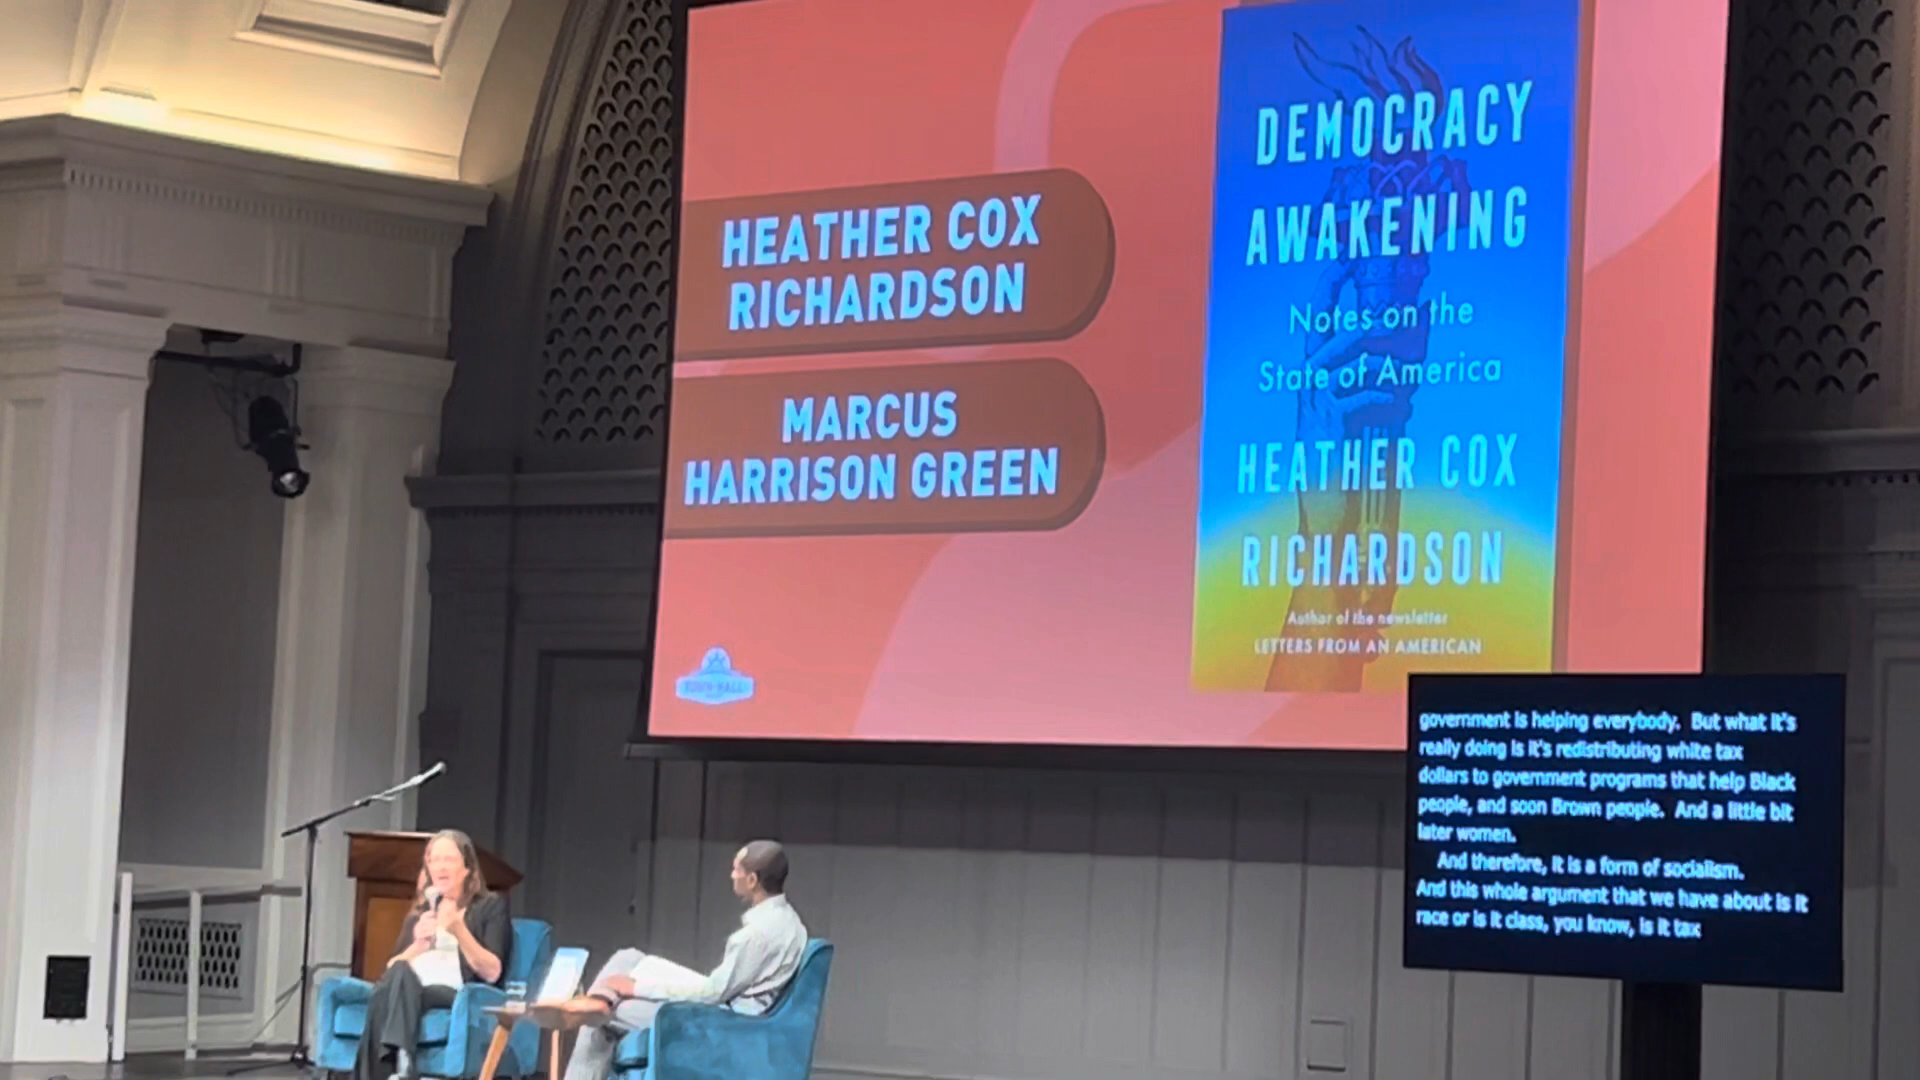 HEATHER COX
RICHARDSON
MARCUS
HARRISON GREEN
TOWN HALL
DEMOCRACY
AWAKENING
Notes on the
State of America
HEATHER COX
RICHARDSON
Author of the newsletter
LETTERS FROM AN AMERICAN
government is helping everybody. But what it's
really doing is it's redistributing white tax
dollars to government programs that help Black
people, and soon Brown people. And a little bit
later women.
And therefore, it is a form of socialism.
And this whole argument that we have about is it
race or is it class, you know, is it tax